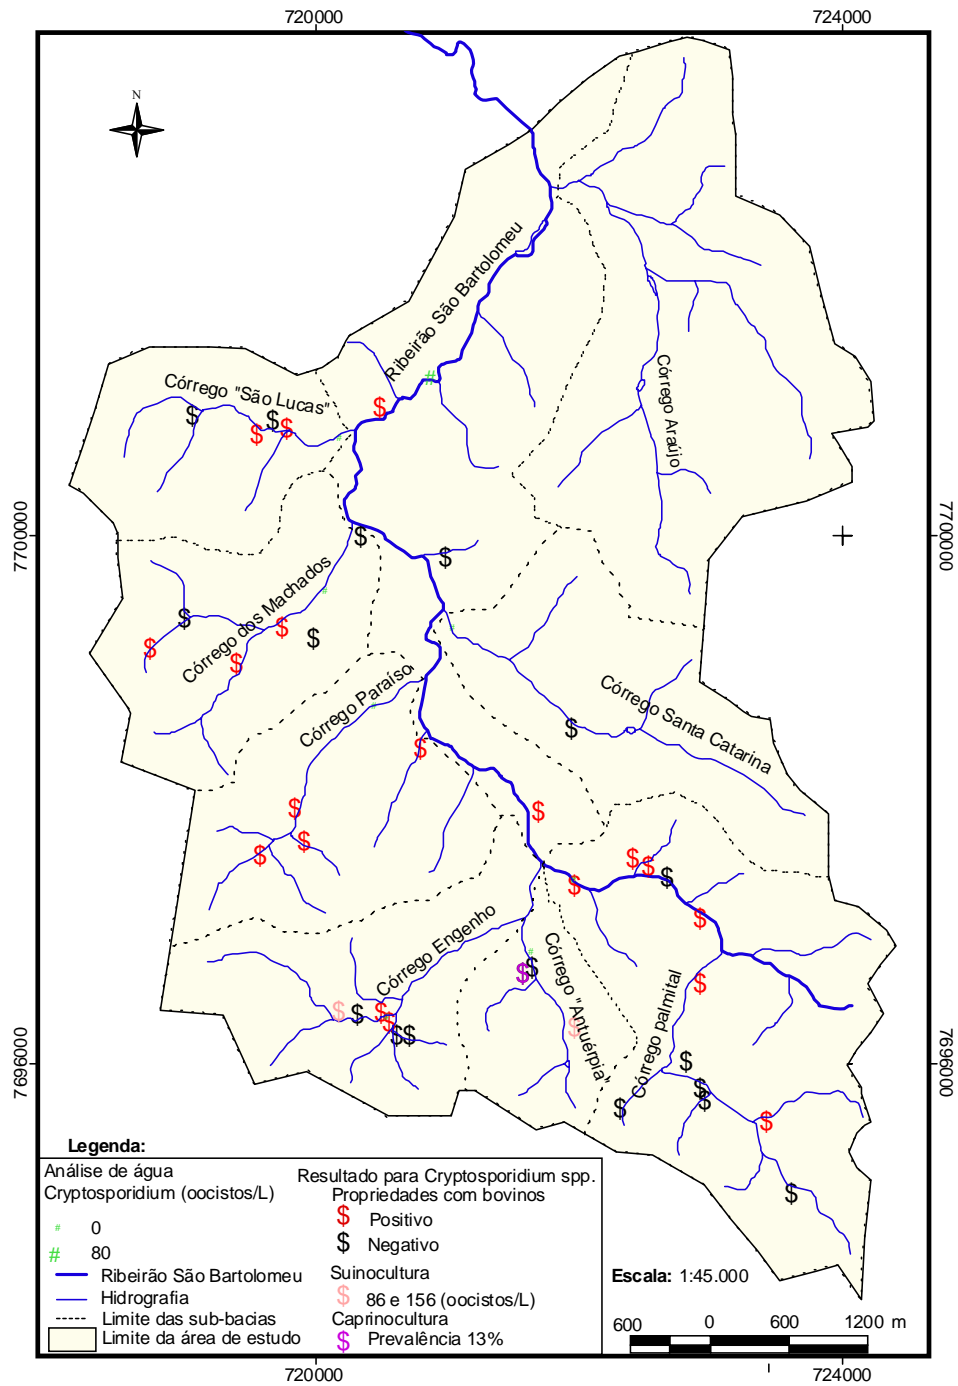 720000
724000
N
Ribeirão São Bartolomeu
Córrego "São Lucas"
Córrego Araújo
7700000
7700000
Córrego dos Machados
Córrego Paraíso
Córrego Santa Catarina
Córrego Engenho
Córrego "Antuérpia"
Córrego palmital
7696000
7696000
Legenda:
Análise de água
Cryptosporidium (oocistos/L)
# 0
# 80
Ribeirão São Bartolomeu
Hidrografia
Limite das sub-bacias
Limite da área de estudo
Resultado para Cryptosporidium spp.
Propriedades com bovinos
$ Positivo
$ Negativo
Suinocultura
$ 86 e 156 (oocistos/L)
Caprinocultura
$ Prevalência 13%
Escala: 1:45.000
600 0 600 1200 m
720000
724000